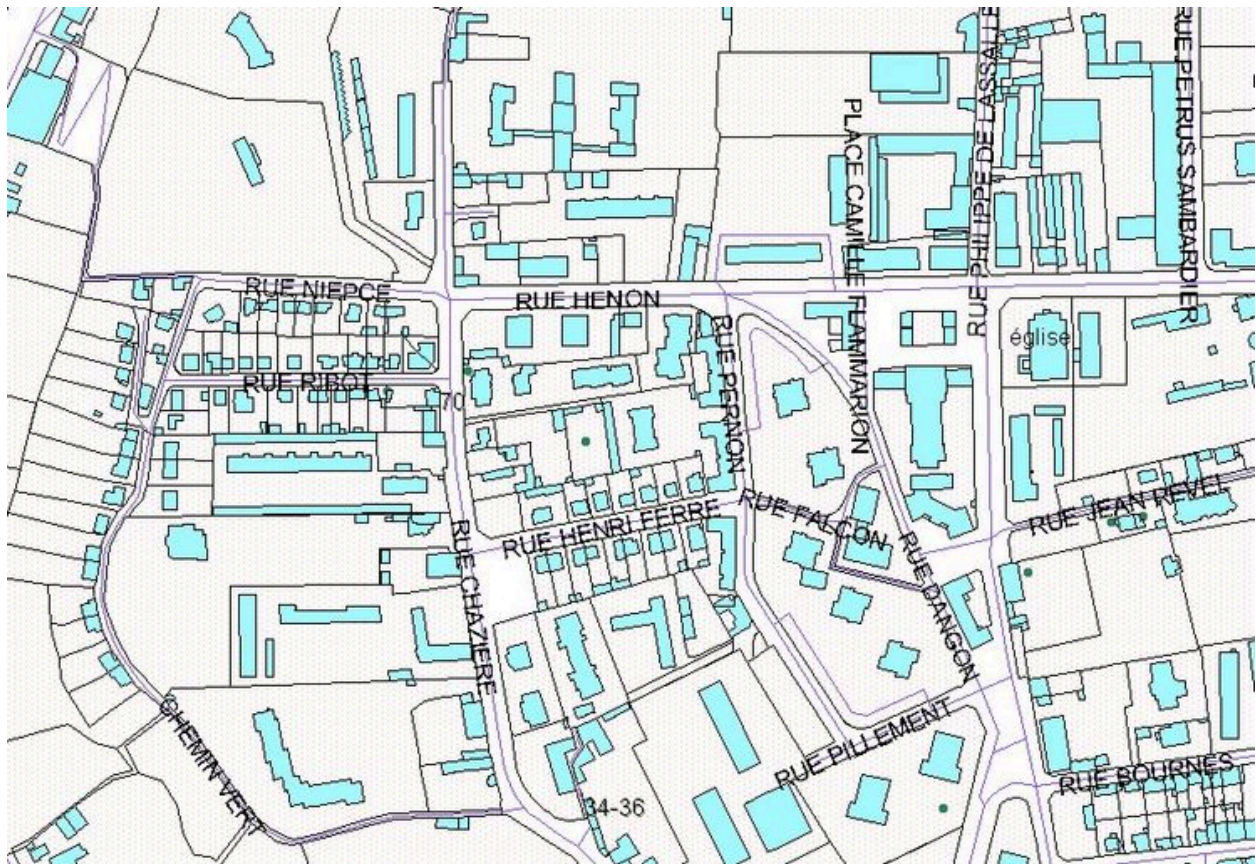 RUE PHILIPPE DE LASSALLE
RUE PETRUS SAMBARDIER
PLACE CAMILLE FLAMMARION
RUE NIEPCE
RUE HENON
église
RUE RIBOT
70
RUE PERNON
RUE HENRI FERRE
RUE FALCON
RUE JEAN REVEL
RUE CHAZIERE
RUE DANGON
CHEMIN VERT
RUE PILLEMENT
RUE BOURNES
34-36